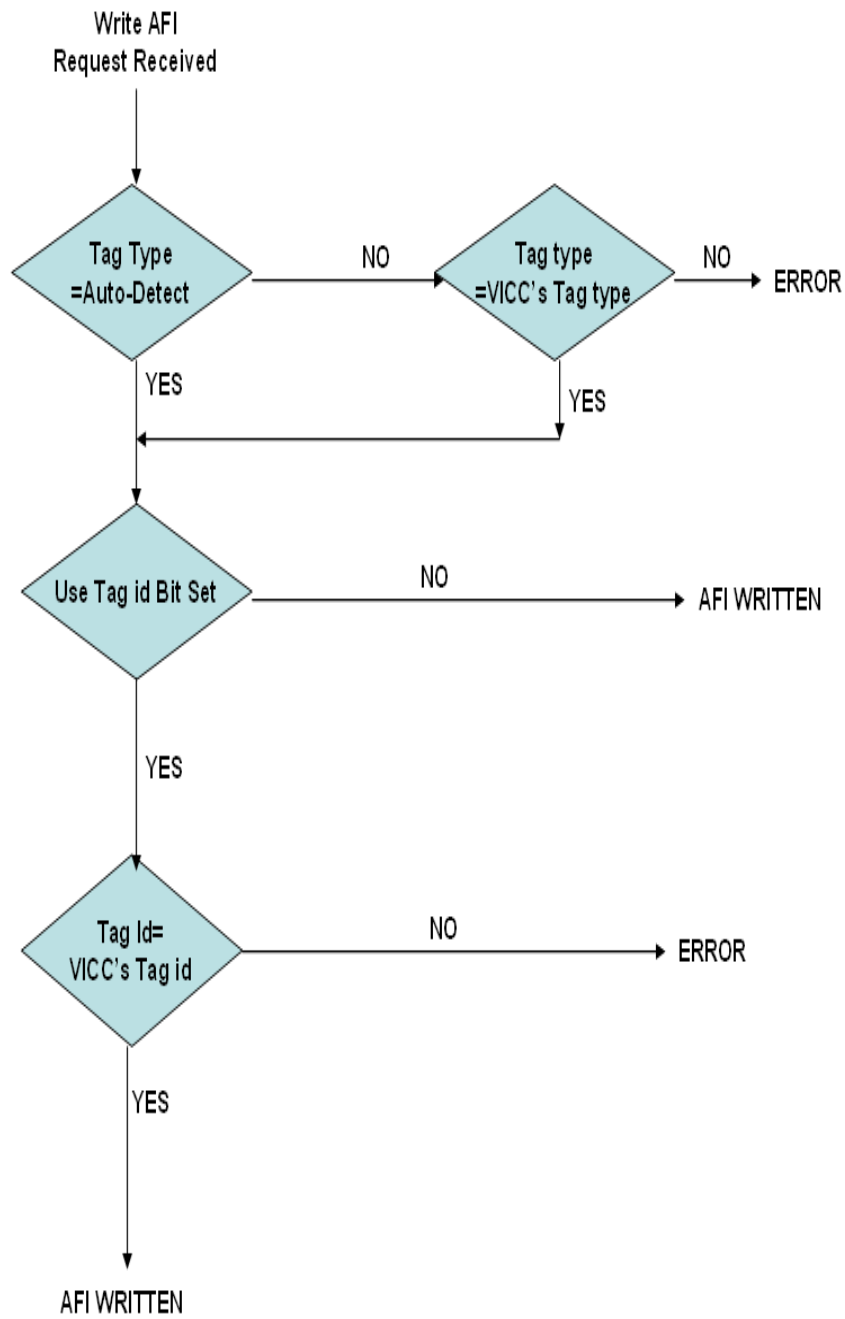 Write AFI
Request Received
Tag Type
=Auto-Detect
NO
Tag type
=VICC's Tag type
NO
ERROR
YES
YES
Use Tag id Bit Set
NO
AFI WRITTEN
YES
Tag Id=
VICC's Tag id
NO
ERROR
YES
AFI WRITTEN